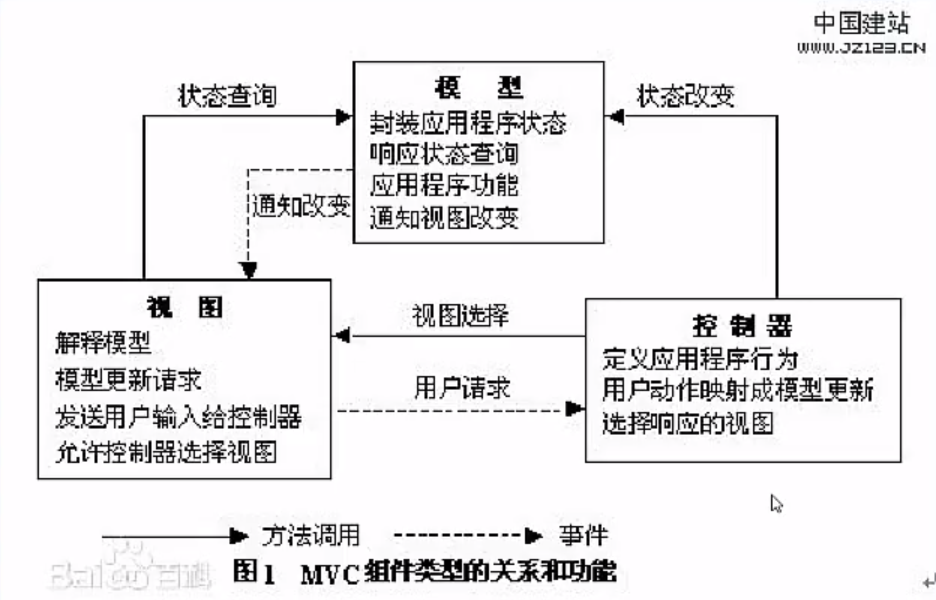 中国建站
WWW.JZ123.CN
状态查询
模 型
状态改变
封装应用程序状态
响应状态查询
应用程序功能
通知视图改变
通知改变
视 图
解释模型
模型更新请求
发送用户输入给控制器
允许控制器选择视图
视图选择
用户请求
控 制 器
定义应用程序行为
用户动作映射成模型更新
选择响应的视图
方法调用
事件
Baidu百科
图1 MVC组件类型的关系和功能